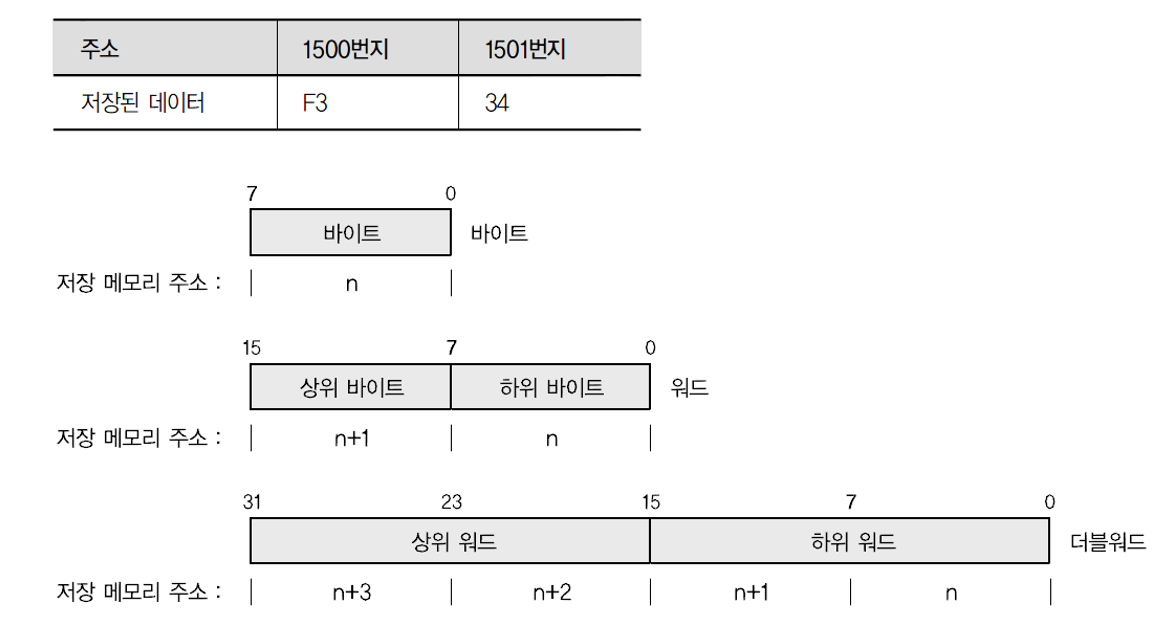 주소 1500번지 1501번지
저장된 데이터 F3 34
7 0
바이트 바이트
저장 메모리 주소 : n
15 7 0
상위 바이트 하위 바이트 워드
저장 메모리 주소 : n+1 n
31 23 15 7 0
상위 워드 하위 워드 더블워드
저장 메모리 주소 : n+3 n+2 n+1 n